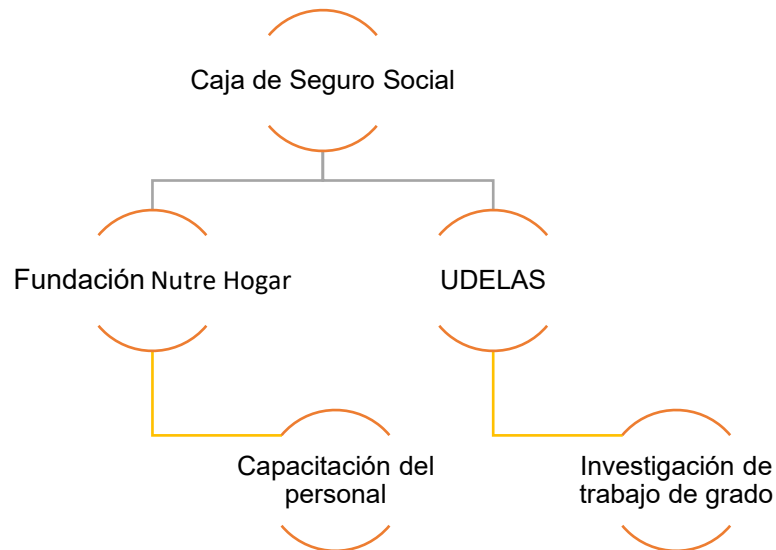 Caja de Seguro Social
Fundación Nutre Hogar
UDELAS
Capacitación del
personal
Investigación de
trabajo de grado